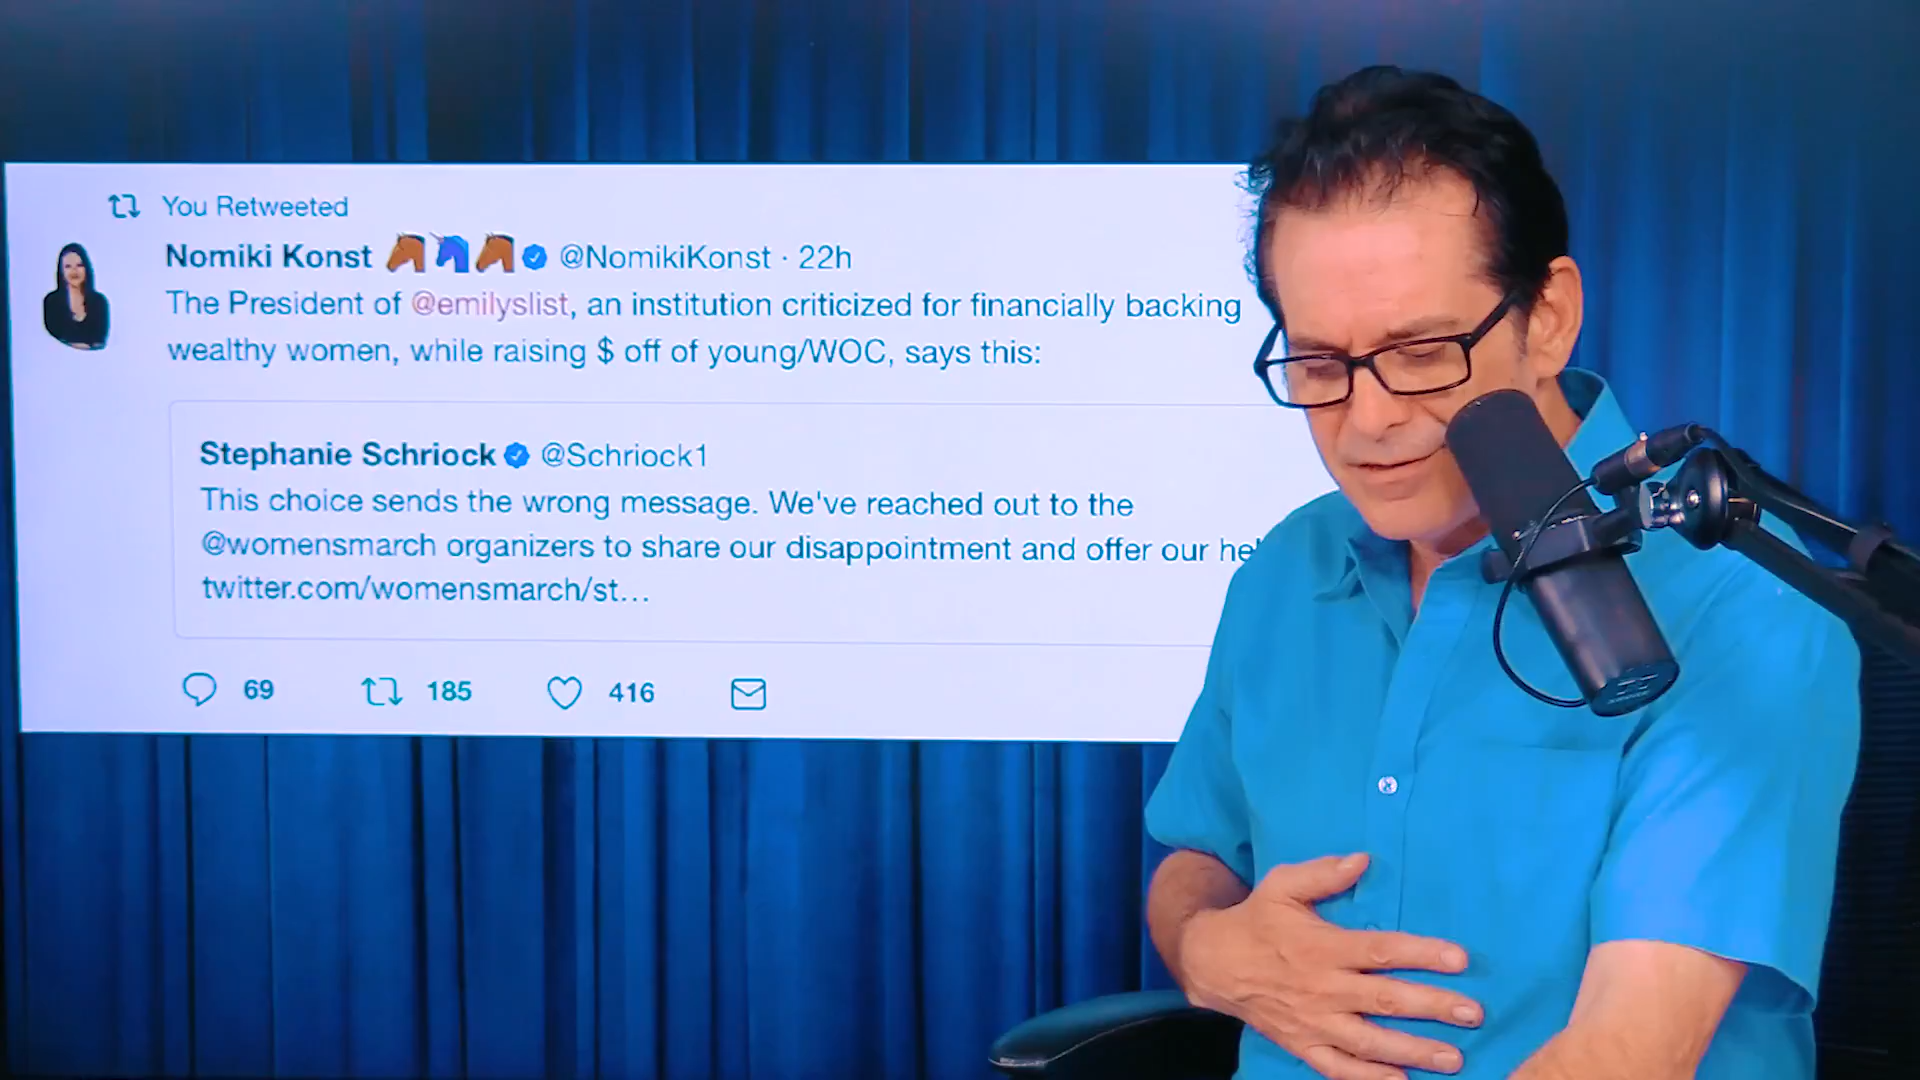 You Retweeted
Nomiki Konst @NomikiKonst · 22h
The President of @emilyslist, an institution criticized for financially backing
wealthy women, while raising $ off of young/WOC, says this:
Stephanie Schriock @Schriock1
This choice sends the wrong message. We've reached out to the
@womensmarch organizers to share our disappointment and offer our
twitter.com/womensmarch/st...
69 185 416